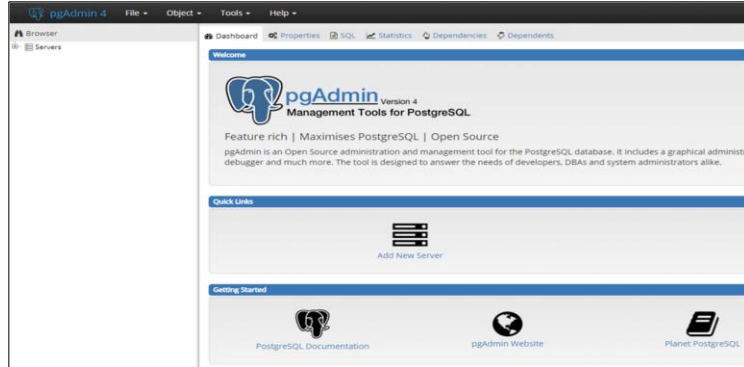 pgAdmin 4 File Object Tools Help
Browser
Servers
Dashboard Properties SQL Statistics Dependencies Dependents
Welcome
pgAdmin Version 4
Management Tools for PostgreSQL
Feature rich | Maximises PostgreSQL | Open Source
pgAdmin is an Open Source administration and management tool for the PostgreSQL database. It includes a graphical administr
debugger and much more. The tool is designed to answer the needs of developers, DBAs and system administrators alike.
Quick Links
Add New Server
Getting Started
PostgreSQL Documentation pgAdmin Website Planet PostgreSQL